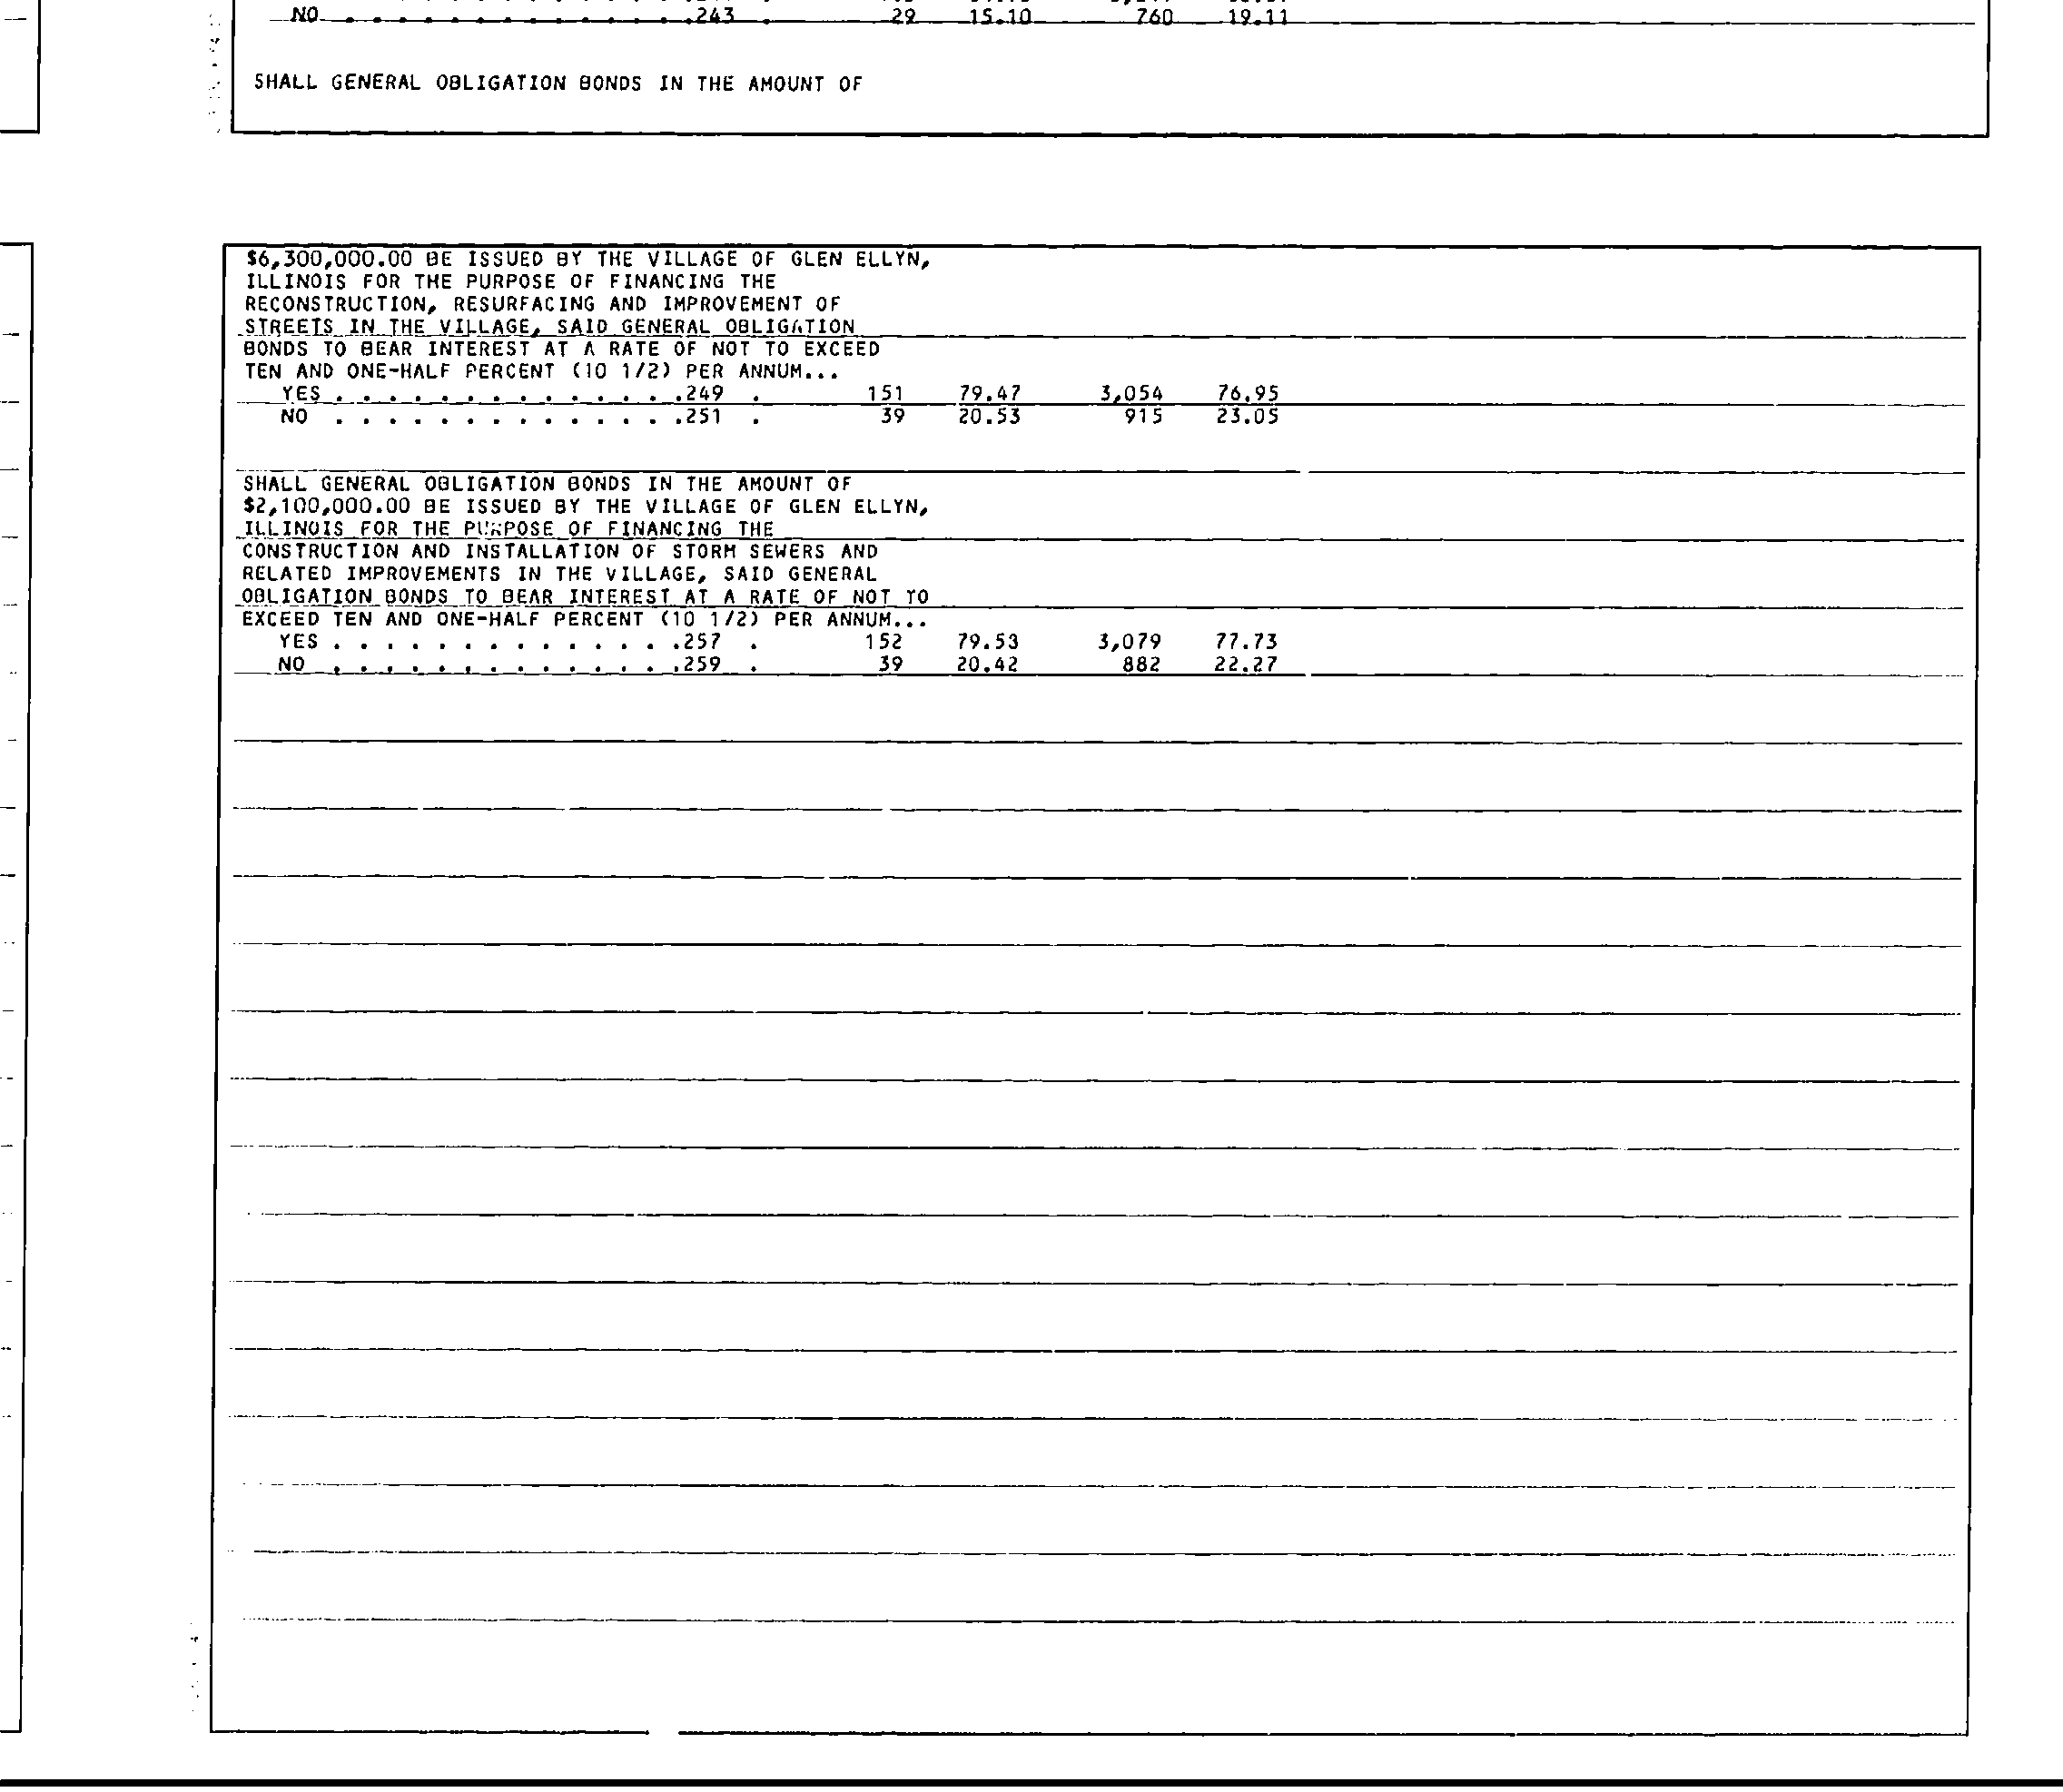 NO . . . . . . . . . . . . . .243 . 29 15.10 760 19.11
SHALL GENERAL OBLIGATION BONDS IN THE AMOUNT OF
$6,300,000.00 BE ISSUED BY THE VILLAGE OF GLEN ELLYN,
ILLINOIS FOR THE PURPOSE OF FINANCING THE
RECONSTRUCTION, RESURFACING AND IMPROVEMENT OF
STREETS IN THE VILLAGE, SAID GENERAL OBLIGATION
BONDS TO BEAR INTEREST AT A RATE OF NOT TO EXCEED
TEN AND ONE-HALF PERCENT (10 1/2) PER ANNUM...
YES . . . . . . . . . . . . . .249 . 151 79.47 3,054 76.95
NO . . . . . . . . . . . . . .251 . 39 20.53 915 23.05
SHALL GENERAL OBLIGATION BONDS IN THE AMOUNT OF
$2,100,000.00 BE ISSUED BY THE VILLAGE OF GLEN ELLYN,
ILLINOIS FOR THE PURPOSE OF FINANCING THE
CONSTRUCTION AND INSTALLATION OF STORM SEWERS AND
RELATED IMPROVEMENTS IN THE VILLAGE, SAID GENERAL
OBLIGATION BONDS TO BEAR INTEREST AT A RATE OF NOT TO
EXCEED TEN AND ONE-HALF PERCENT (10 1/2) PER ANNUM...
YES . . . . . . . . . . . . . .257 . 152 79.53 3,079 77.73
NO . . . . . . . . . . . . . .259 . 39 20.42 882 22.27